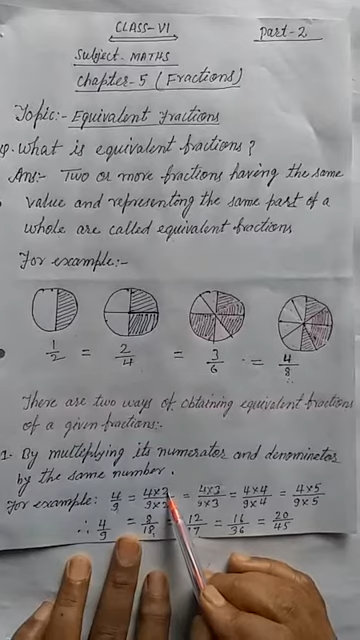 CLASS-VI
Part-2
Subject- MATHS
Chapter-5 (Fractions)
Topic:- Equivalent Fractions
Q. What is equivalent fractions?
Ans:- Two or more fractions having the same
value and representing the same part of a
whole are called equivalent fractions
For example:-
1/2 = 2/4 = 3/6 = 4/8
There are two ways of obtaining equivalent fractions
of a given fractions:-
1- By multiplying its numerator and denominator
by the same number.
For example: 4/9 = 4×2/9×2 = 4×3/9×3 = 4×4/9×4 = 4×5/9×5
∴ 4/9 = 8/18 = 12/27 = 16/36 = 20/45